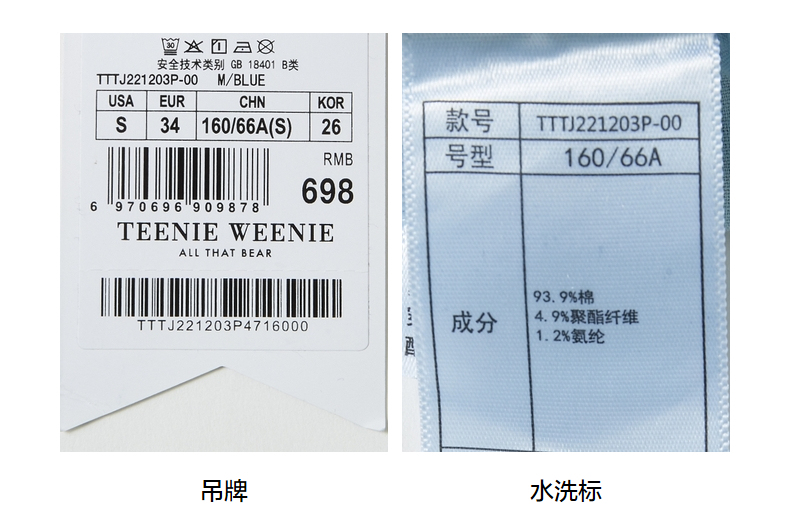 30
安全技术类别 GB 18401 B类
TTTJ221203P-00 M/BLUE
USA EUR CHN KOR
S 34 160/66A(S) 26
RMB
698
6 970696 909878
TEENIE WEENIE
ALL THAT BEAR
TTTJ221203P4716000
吊牌
款号 TTTJ221203P-00
号型 160/66A
成分
93.9%棉
4.9%聚酯纤维
1.2%氨纶
水洗标